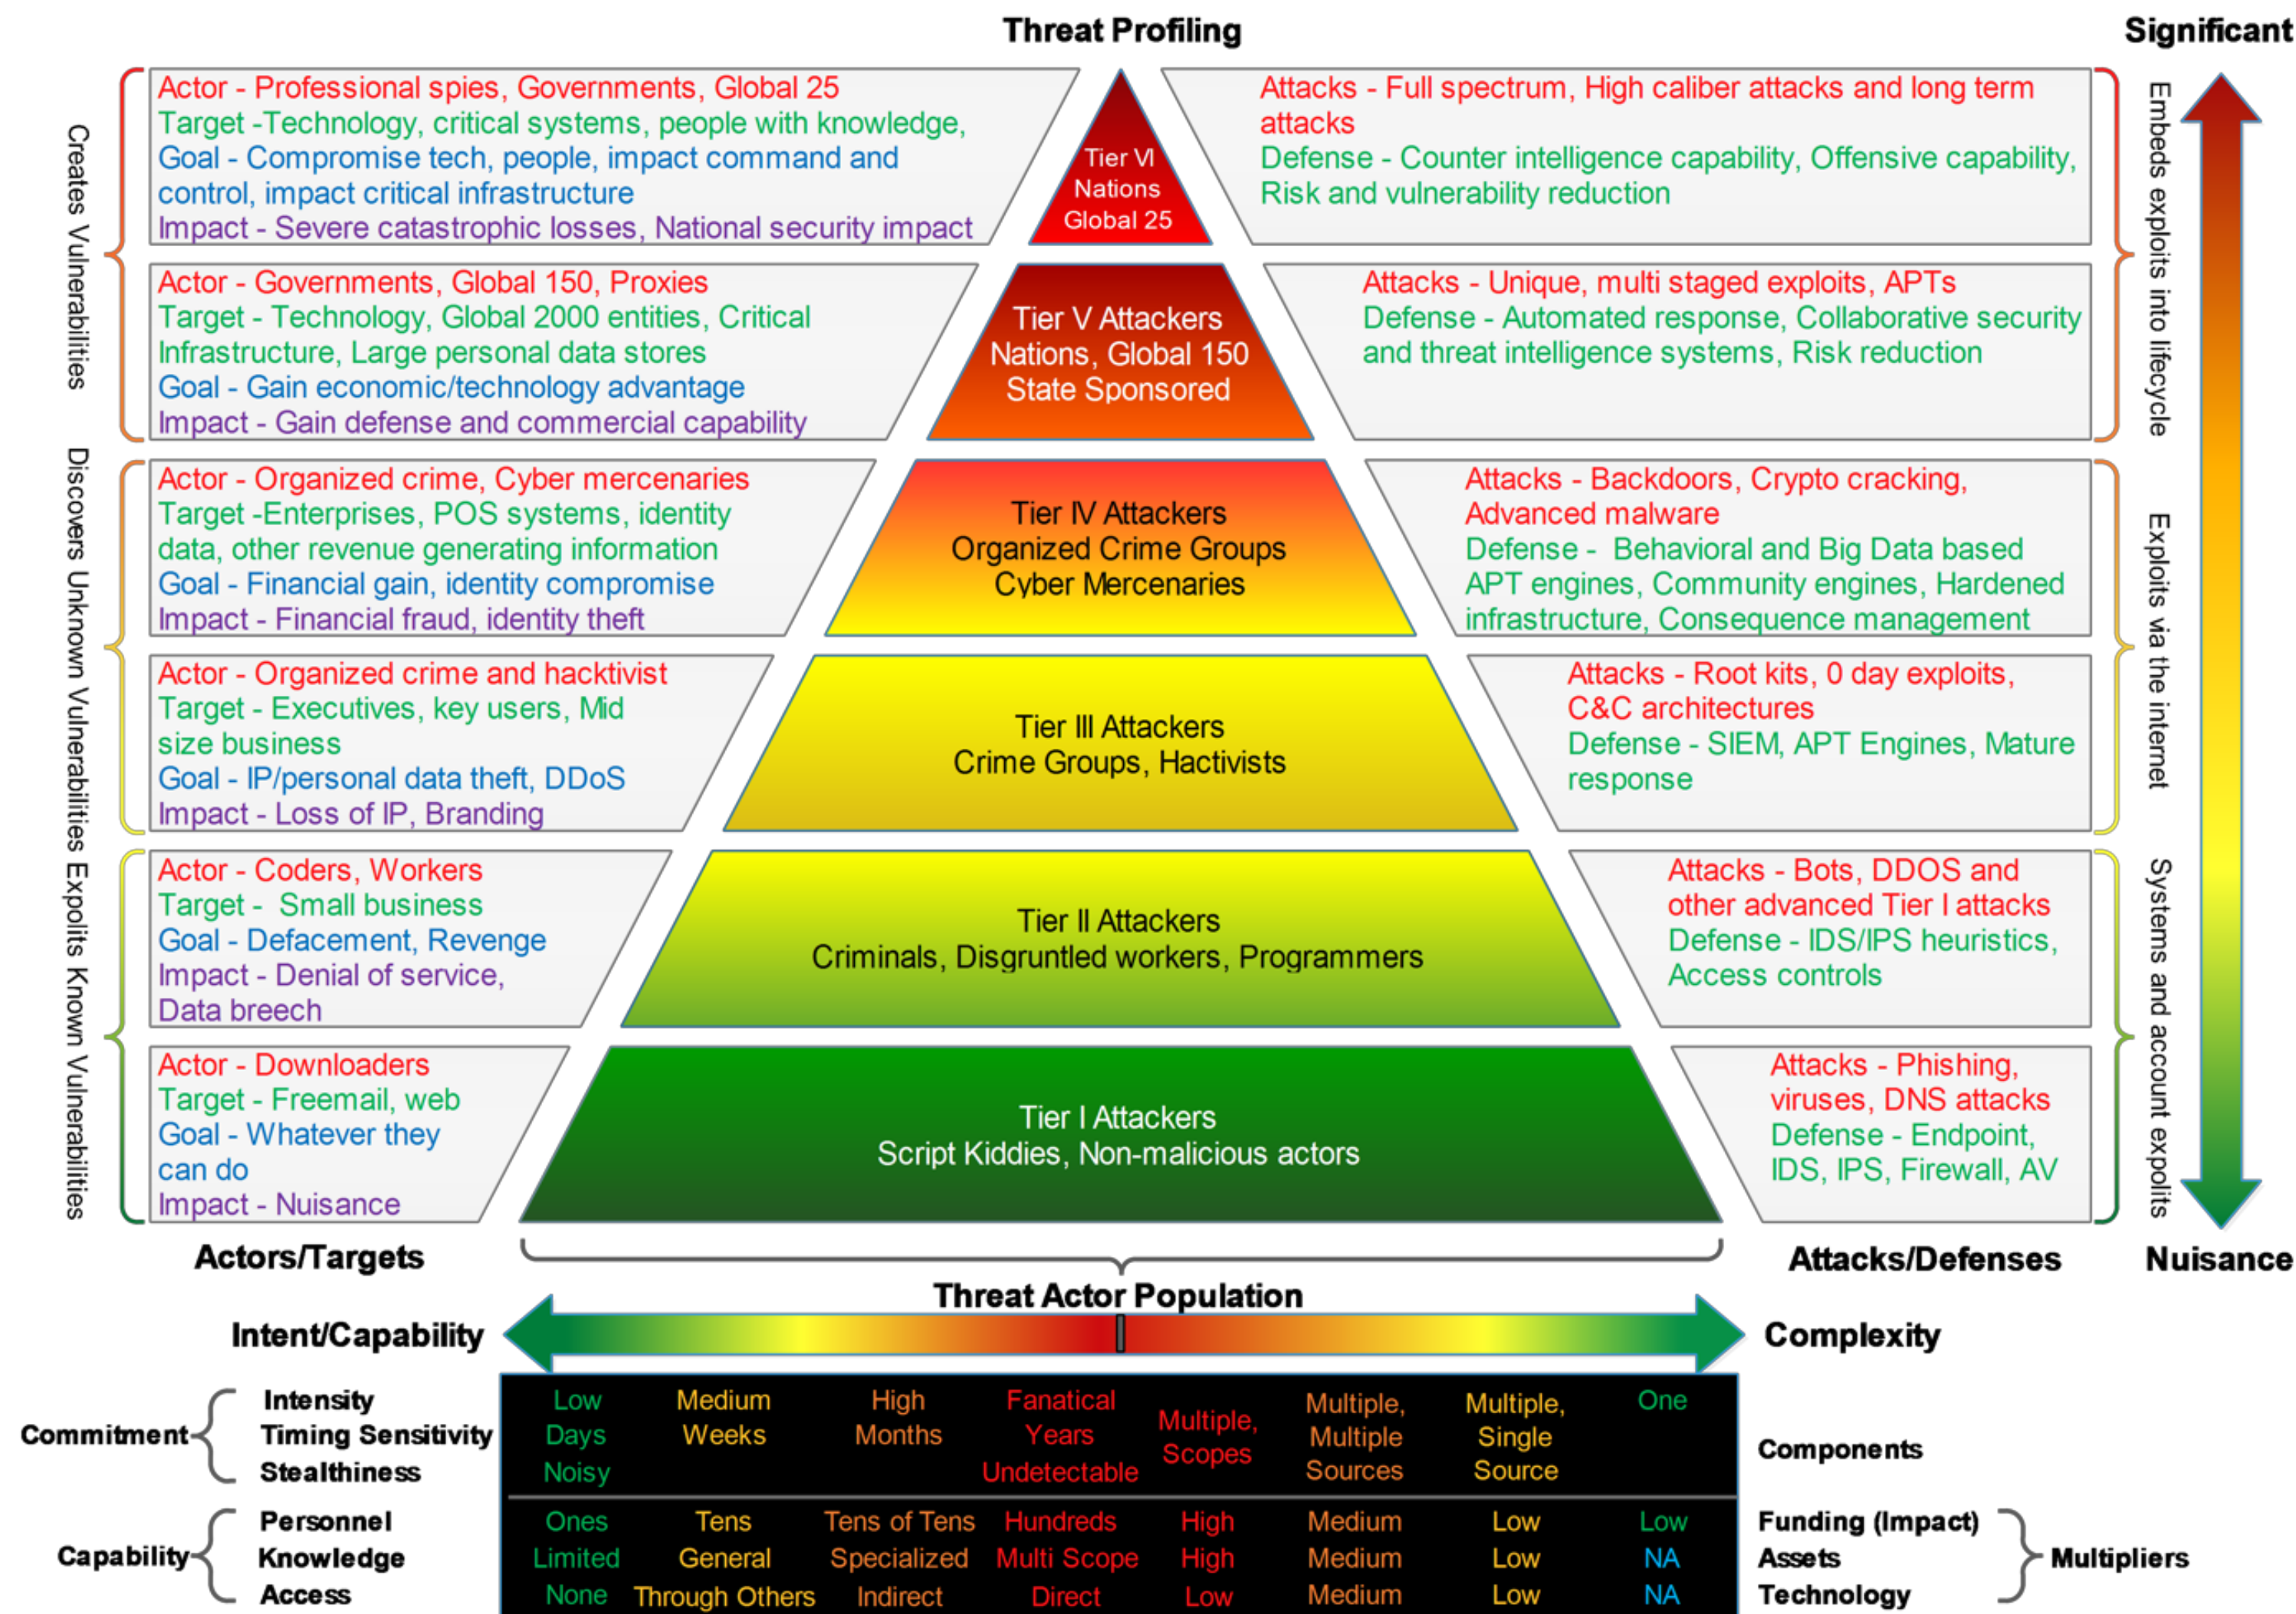 Threat Profiling
Significant
Creates Vulnerabilities
Actor - Professional spies, Governments, Global 25
Target -Technology, critical systems, people with knowledge,
Goal - Compromise tech, people, impact command and
control, impact critical infrastructure
Impact - Severe catastrophic losses, National security impact
Tier VI
Nations
Global 25
Attacks - Full spectrum, High caliber attacks and long term
attacks
Defense - Counter intelligence capability, Offensive capability,
Risk and vulnerability reduction
Embeds exploits into lifecycle
Actor - Governments, Global 150, Proxies
Target - Technology, Global 2000 entities, Critical
Infrastructure, Large personal data stores
Goal - Gain economic/technology advantage
Impact - Gain defense and commercial capability
Tier V Attackers
Nations, Global 150
State Sponsored
Attacks - Unique, multi staged exploits, APTs
Defense - Automated response, Collaborative security
and threat intelligence systems, Risk reduction
Discovers Unknown Vulnerabilities
Actor - Organized crime, Cyber mercenaries
Target -Enterprises, POS systems, identity
data, other revenue generating information
Goal - Financial gain, identity compromise
Impact - Financial fraud, identity theft
Tier IV Attackers
Organized Crime Groups
Cyber Mercenaries
Attacks - Backdoors, Crypto cracking,
Advanced malware
Defense - Behavioral and Big Data based
APT engines, Community engines, Hardened
infrastructure, Consequence management
Exploits via the internet
Actor - Organized crime and hacktivist
Target - Executives, key users, Mid
size business
Goal - IP/personal data theft, DDoS
Impact - Loss of IP, Branding
Tier III Attackers
Crime Groups, Hactivists
Attacks - Root kits, 0 day exploits,
C&C architectures
Defense - SIEM, APT Engines, Mature
response
Expolits Known Vulnerabilities
Actor - Coders, Workers
Target - Small business
Goal - Defacement, Revenge
Impact - Denial of service,
Data breech
Tier II Attackers
Criminals, Disgruntled workers, Programmers
Attacks - Bots, DDOS and
other advanced Tier I attacks
Defense - IDS/IPS heuristics,
Access controls
Systems and account expolits
Actor - Downloaders
Target - Freemail, web
Goal - Whatever they
can do
Impact - Nuisance
Tier I Attackers
Script Kiddies, Non-malicious actors
Attacks - Phishing,
viruses, DNS attacks
Defense - Endpoint,
IDS, IPS, Firewall, AV
Actors/Targets
Attacks/Defenses
Nuisance
Threat Actor Population
Intent/Capability
Complexity
Commitment
Intensity
Timing Sensitivity
Stealthiness
Low
Days
Noisy
Medium
Weeks
High
Months
Fanatical
Years
Undetectable
Multiple,
Scopes
Multiple,
Multiple
Sources
Multiple,
Single
Source
One
Components
Capability
Personnel
Knowledge
Access
Ones
Limited
None
Tens
General
Through Others
Tens of Tens
Specialized
Indirect
Hundreds
Multi Scope
Direct
High
High
Low
Medium
Medium
Medium
Low
Low
Low
Low
NA
NA
Funding (Impact)
Assets
Technology
Multipliers